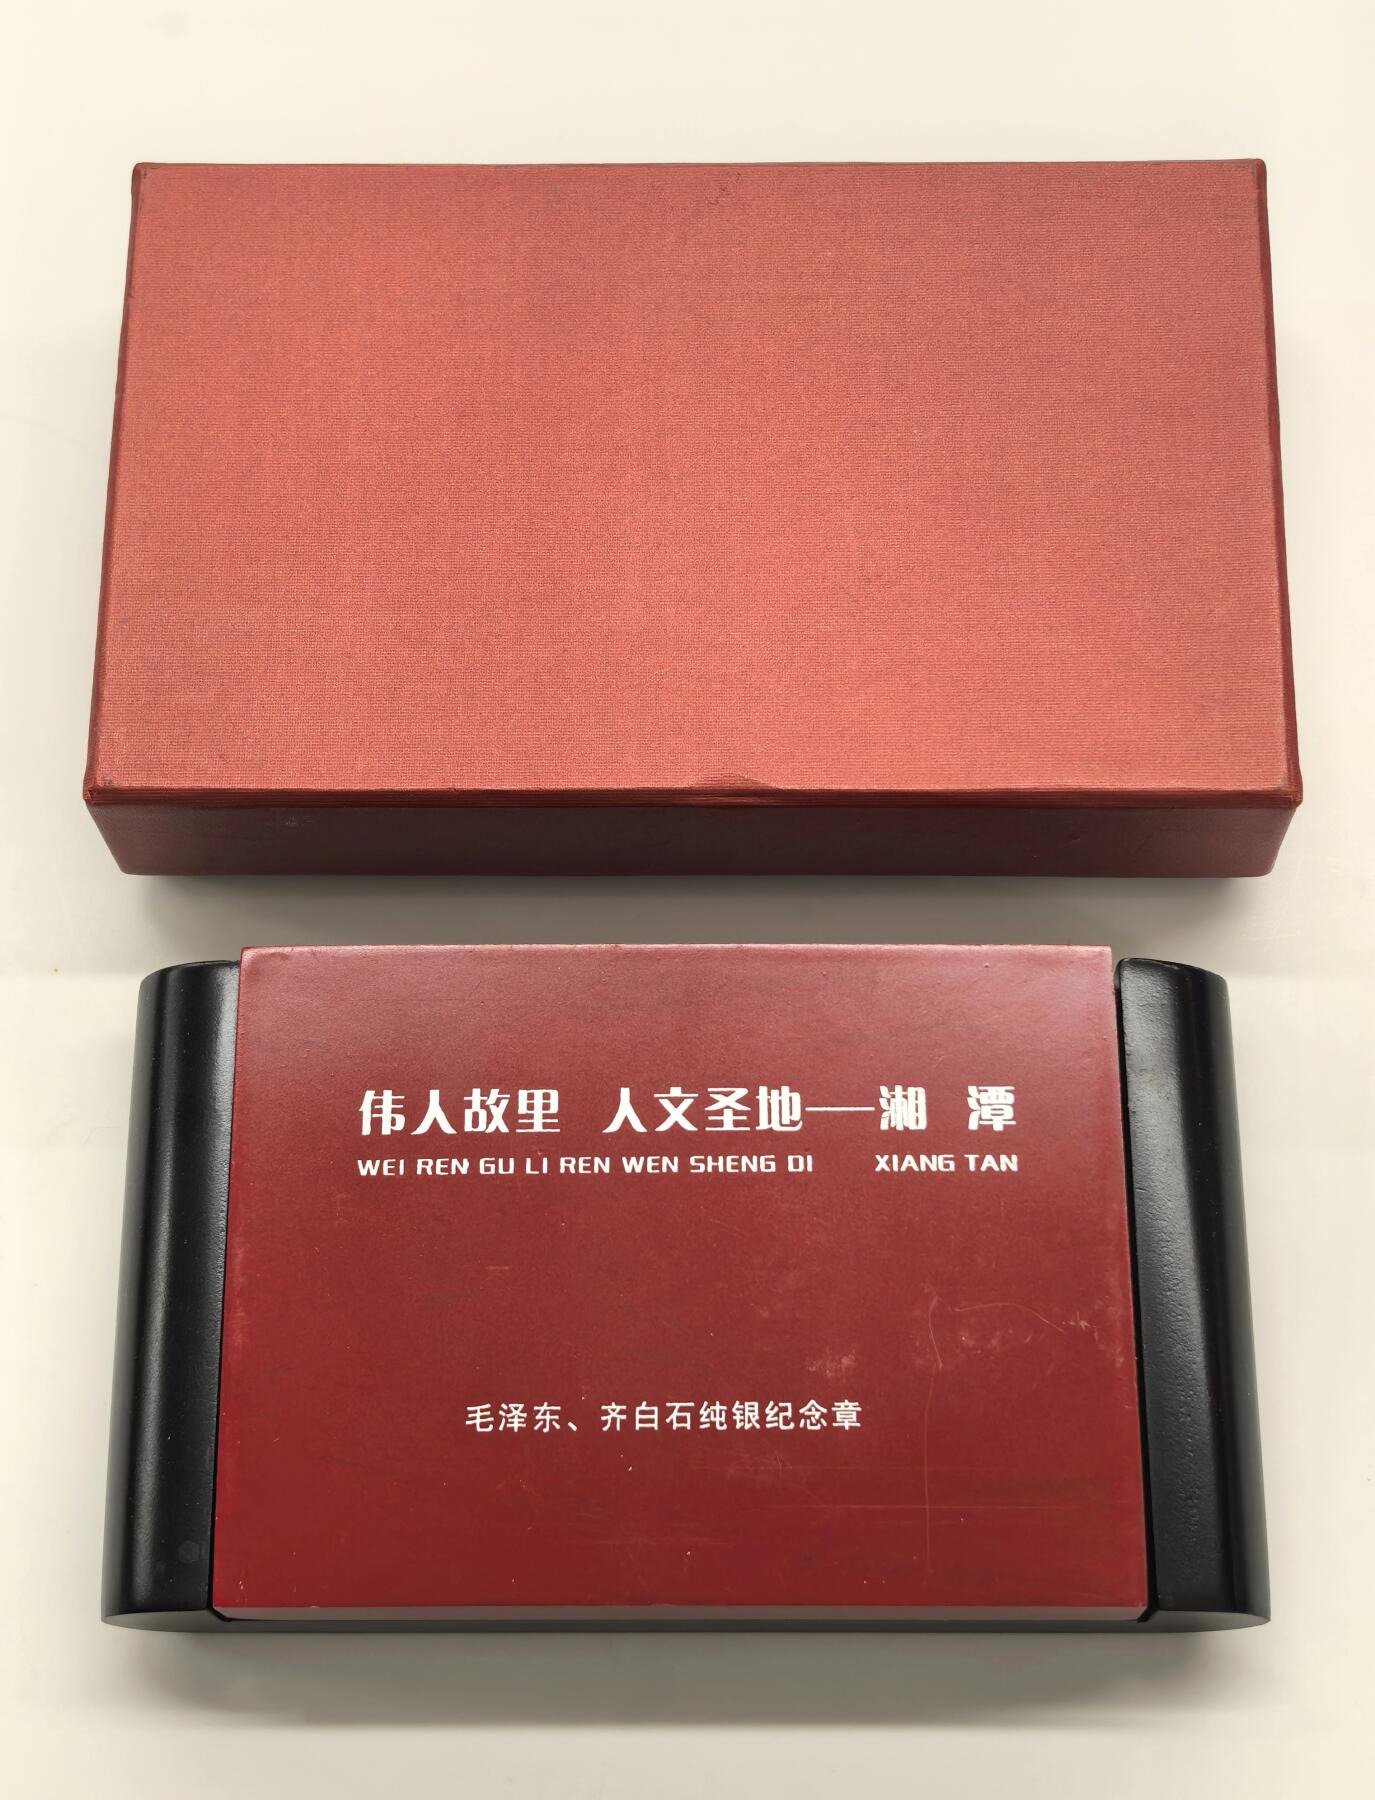 伟人故里 人文圣地——湘 潭
WEI REN GU LI REN WEN SHENG DI XIANG TAN
毛泽东、齐白石纯银纪念章